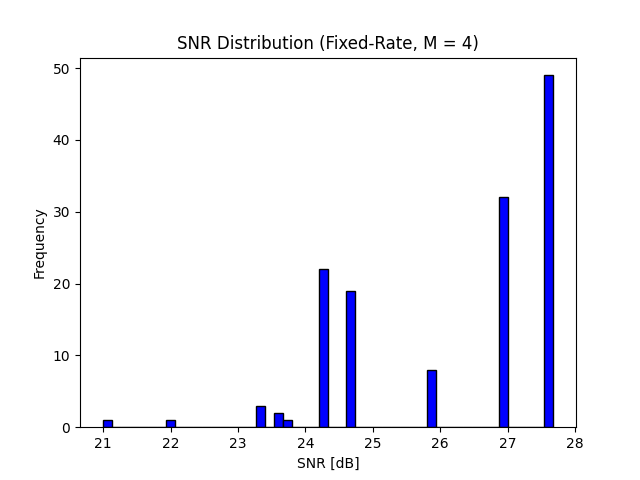 SNR Distribution (Fixed-Rate, M = 4)
50
40
30
20
10
0
Frequency
21 22 23 24 25 26 27 28
SNR [dB]